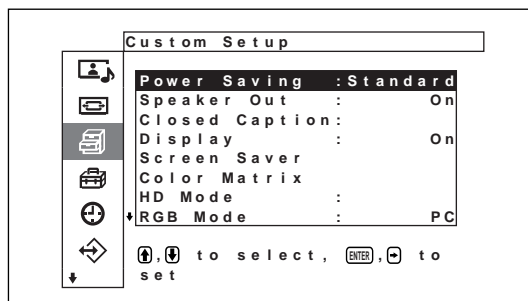 Custom Setup
Power Saving :Standard
Speaker Out : On
Closed Caption:
Display : On
Screen Saver
Color Matrix
HD Mode :
RGB Mode : PC
↑,↓ to select, ENTER,→ to
set